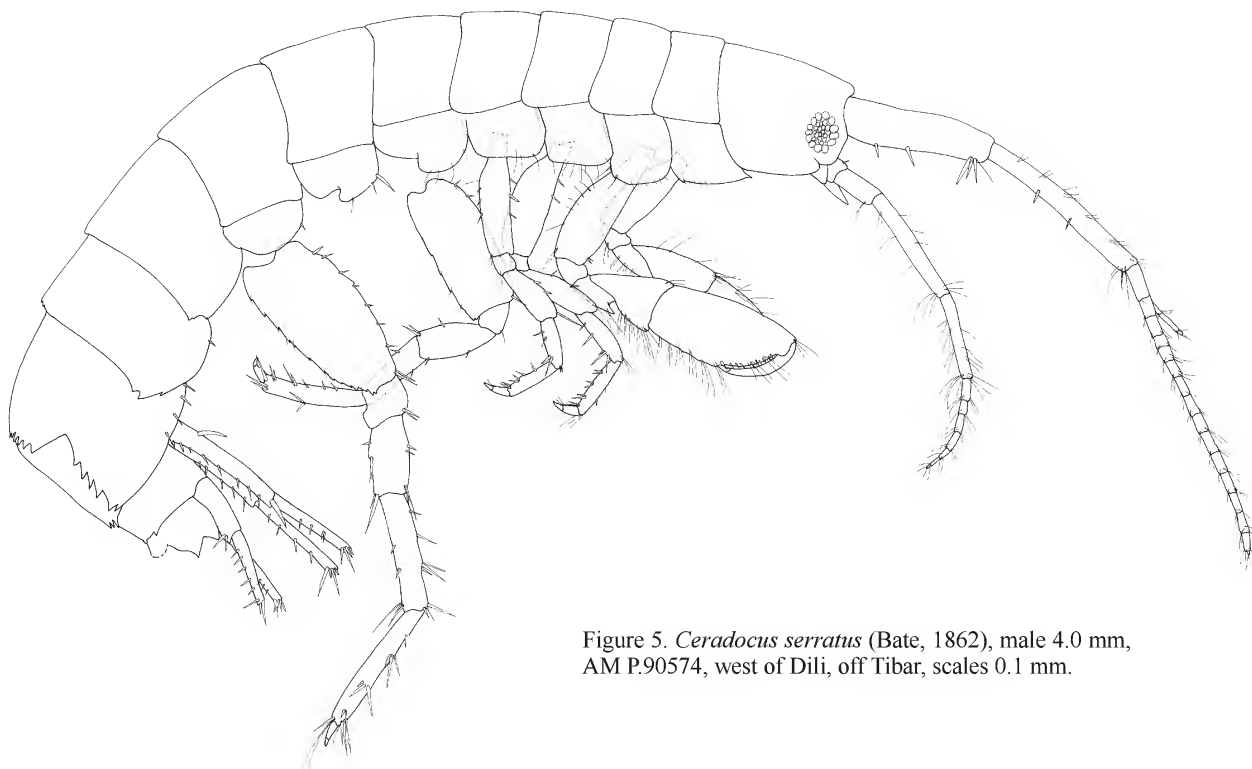 Figure 5. Ceradocus serratus (Bate, 1862), male 4.0 mm,
AM P.90574, west of Dili, off Tibar, scales 0.1 mm.